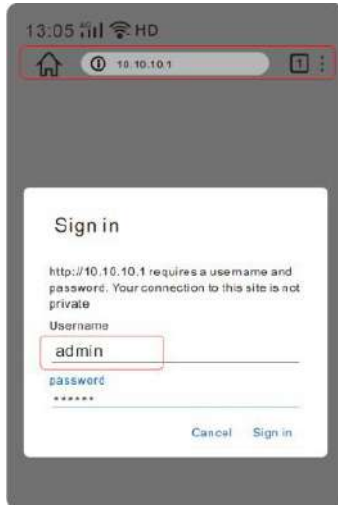 13:05 4G HD
10.10.10.1
1
Sign in
http://10.10.10.1 requires a username and
password. Your connection to this site is not
private
Username
admin
password
••••••
Cancel Sign in